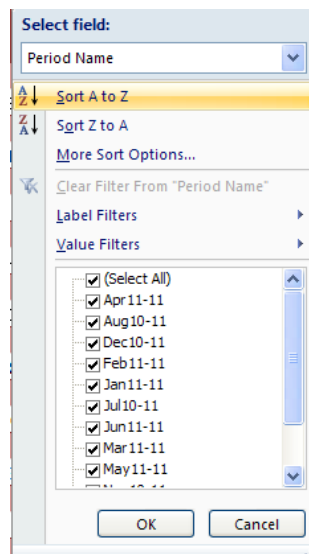 Select field:
Period Name
Sort A to Z
Sort Z to A
More Sort Options...
Clear Filter From "Period Name"
Label Filters
Value Filters
(Select All)
Apr11-11
Aug10-11
Dec10-11
Feb11-11
Jan11-11
Jul10-11
Jun11-11
Mar11-11
May11-11
OK Cancel